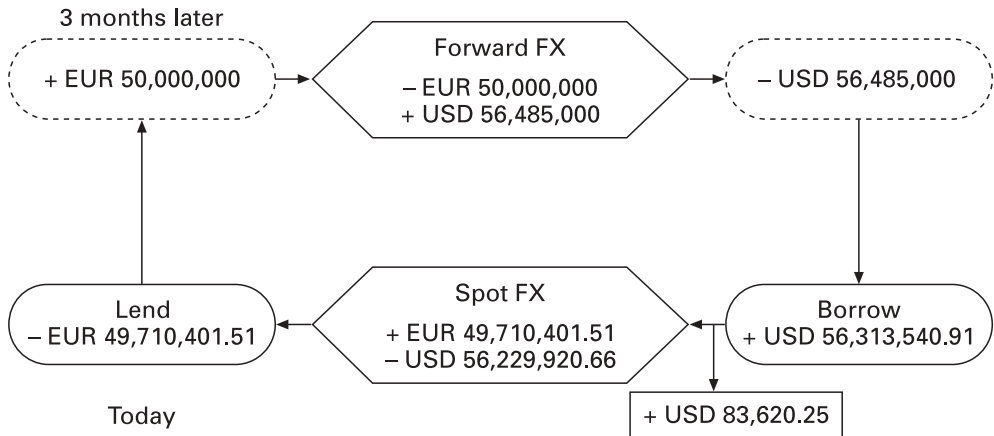 3 months later
+ EUR 50,000,000
Forward FX
– EUR 50,000,000
+ USD 56,485,000
– USD 56,485,000
Lend
– EUR 49,710,401.51
Spot FX
+ EUR 49,710,401.51
– USD 56,229,920.66
Borrow
+ USD 56,313,540.91
Today
+ USD 83,620.25